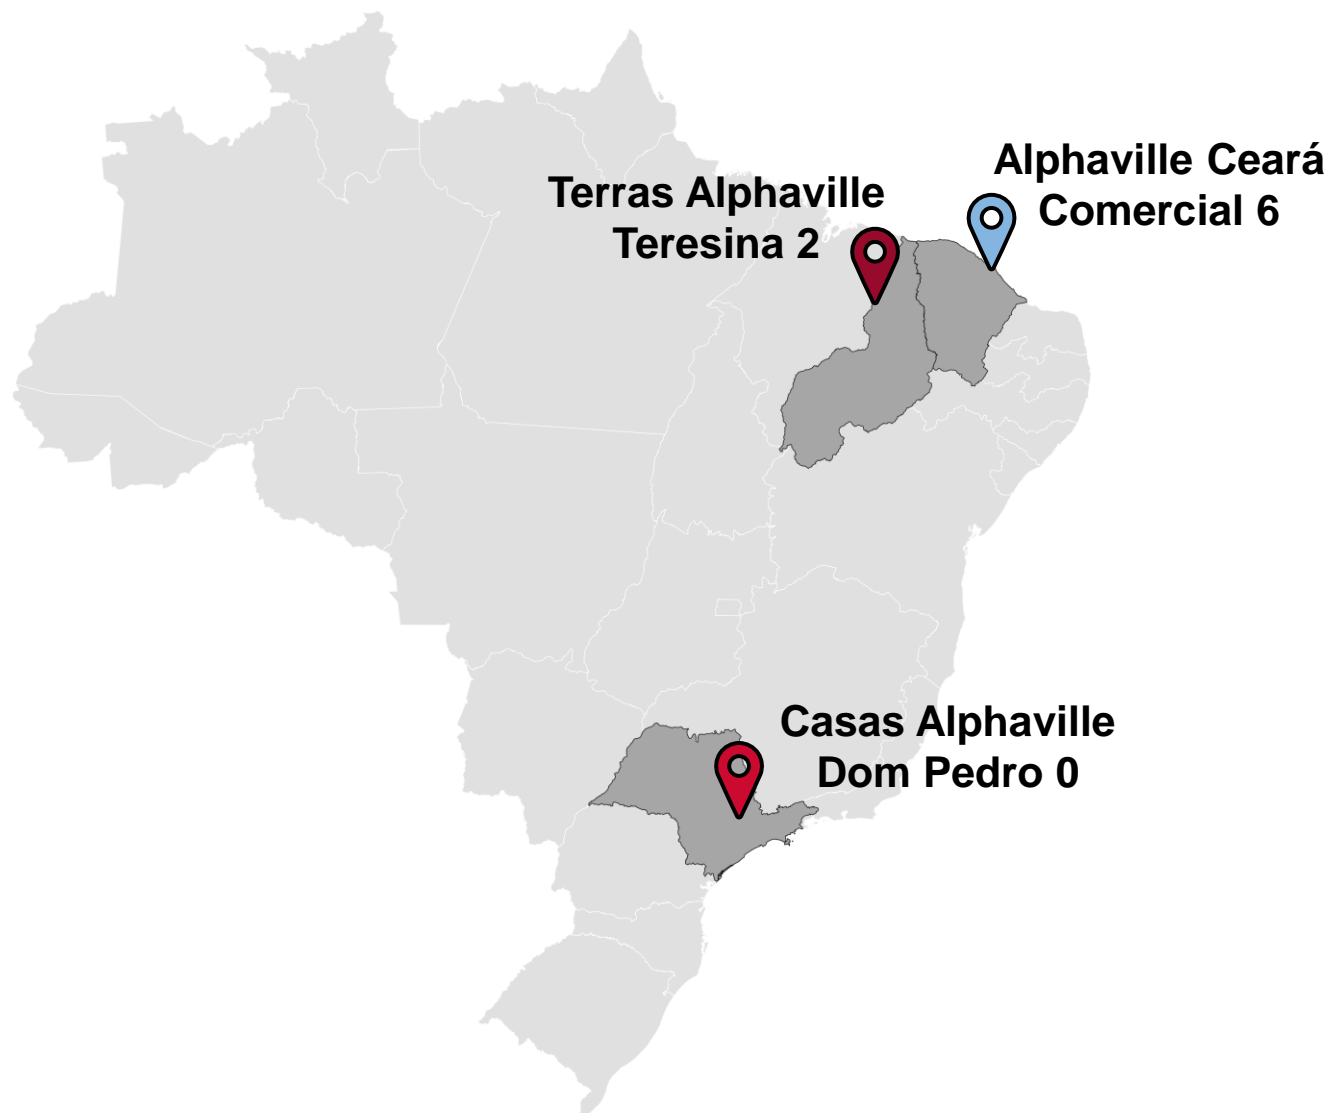 Alphaville Ceará
Comercial 6
Terras Alphaville
Teresina 2
Casas Alphaville
Dom Pedro 0